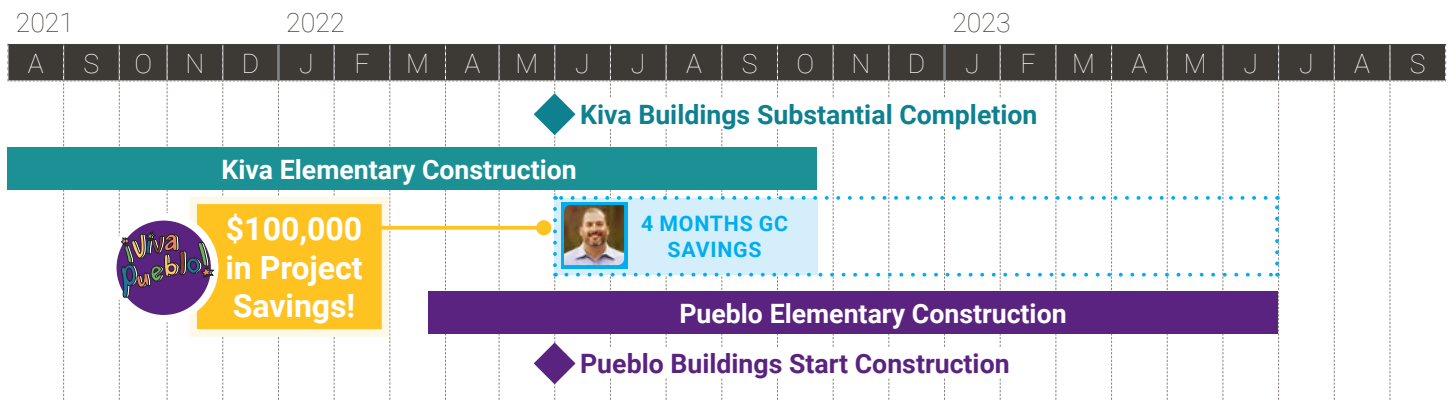 2021 2022 2023
A S O N D J F M A M J J A S O N D J F M A M J J A S
Kiva Buildings Substantial Completion
Kiva Elementary Construction
¡Viva
Pueblo!
$100,000
in Project
Savings!
4 MONTHS GC
SAVINGS
Pueblo Elementary Construction
Pueblo Buildings Start Construction